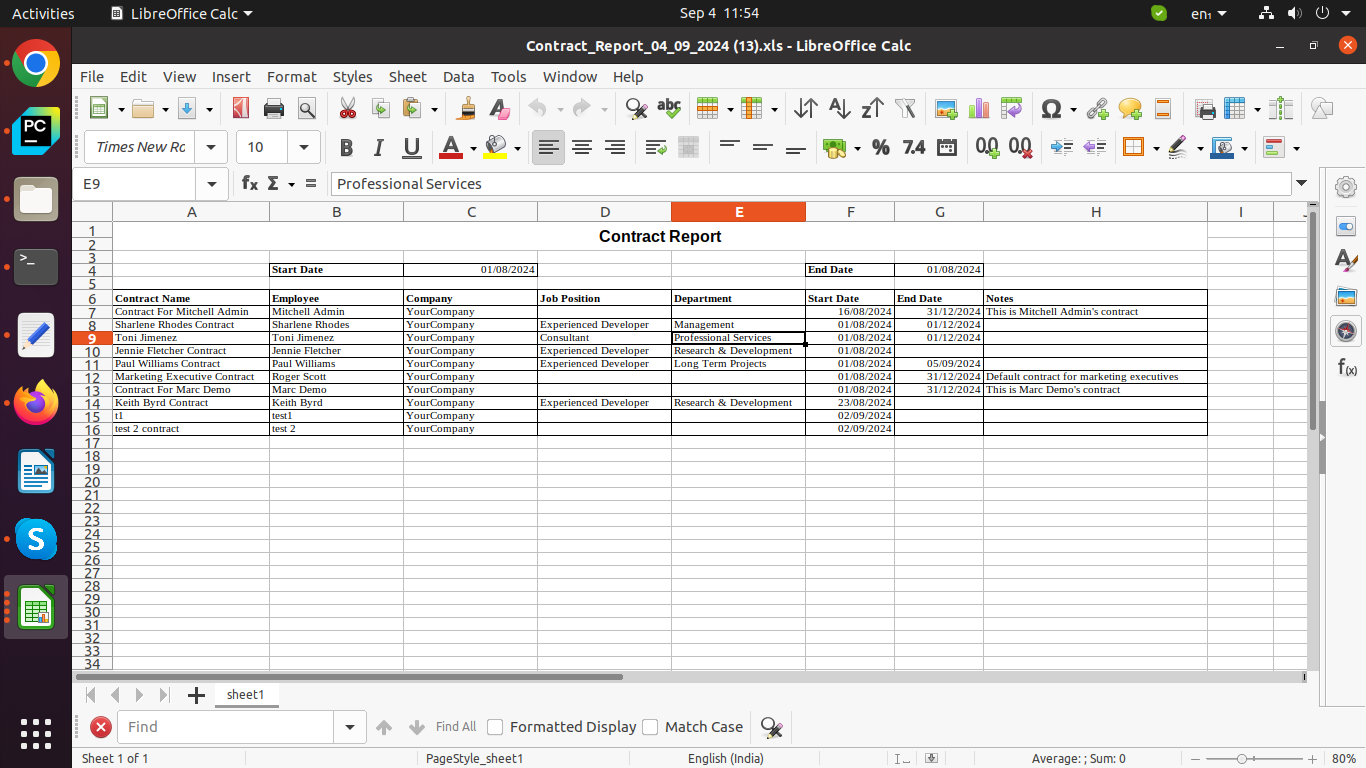 Activities LibreOffice Calc Sep 4 11:54 en₁
Contract_Report_04_09_2024 (13).xls - LibreOffice Calc
File Edit View Insert Format Styles Sheet Data Tools Window Help
Times New Ro 10
E9 Professional Services
A B C D E F G H I
1 Contract Report
2
3
4 Start Date 01/08/2024 End Date 01/08/2024
5
6 Contract Name Employee Company Job Position Department Start Date End Date Notes
7 Contract For Mitchell Admin Mitchell Admin YourCompany 16/08/2024 31/12/2024 This is Mitchell Admin's contract
8 Sharlene Rhodes Contract Sharlene Rhodes YourCompany Experienced Developer Management 01/08/2024 01/12/2024
9 Toni Jimenez Toni Jimenez YourCompany Consultant Professional Services 01/08/2024 01/12/2024
10 Jennie Fletcher Contract Jennie Fletcher YourCompany Experienced Developer Research & Development 01/08/2024
11 Paul Williams Contract Paul Williams YourCompany Experienced Developer Long Term Projects 01/08/2024 05/09/2024
12 Marketing Executive Contract Roger Scott YourCompany 01/08/2024 31/12/2024 Default contract for marketing executives
13 Contract For Marc Demo Marc Demo YourCompany 01/08/2024 31/12/2024 This is Marc Demo's contract
14 Keith Byrd Contract Keith Byrd YourCompany Experienced Developer Research & Development 23/08/2024
15 t1 test1 YourCompany 02/09/2024
16 test 2 contract test 2 YourCompany 02/09/2024
17
18
19
20
21
22
23
24
25
26
27
28
29
30
31
32
33
34
sheet1
Find Find All Formatted Display Match Case
Sheet 1 of 1 PageStyle_sheet1 English (India) Average: ; Sum: 0 80%